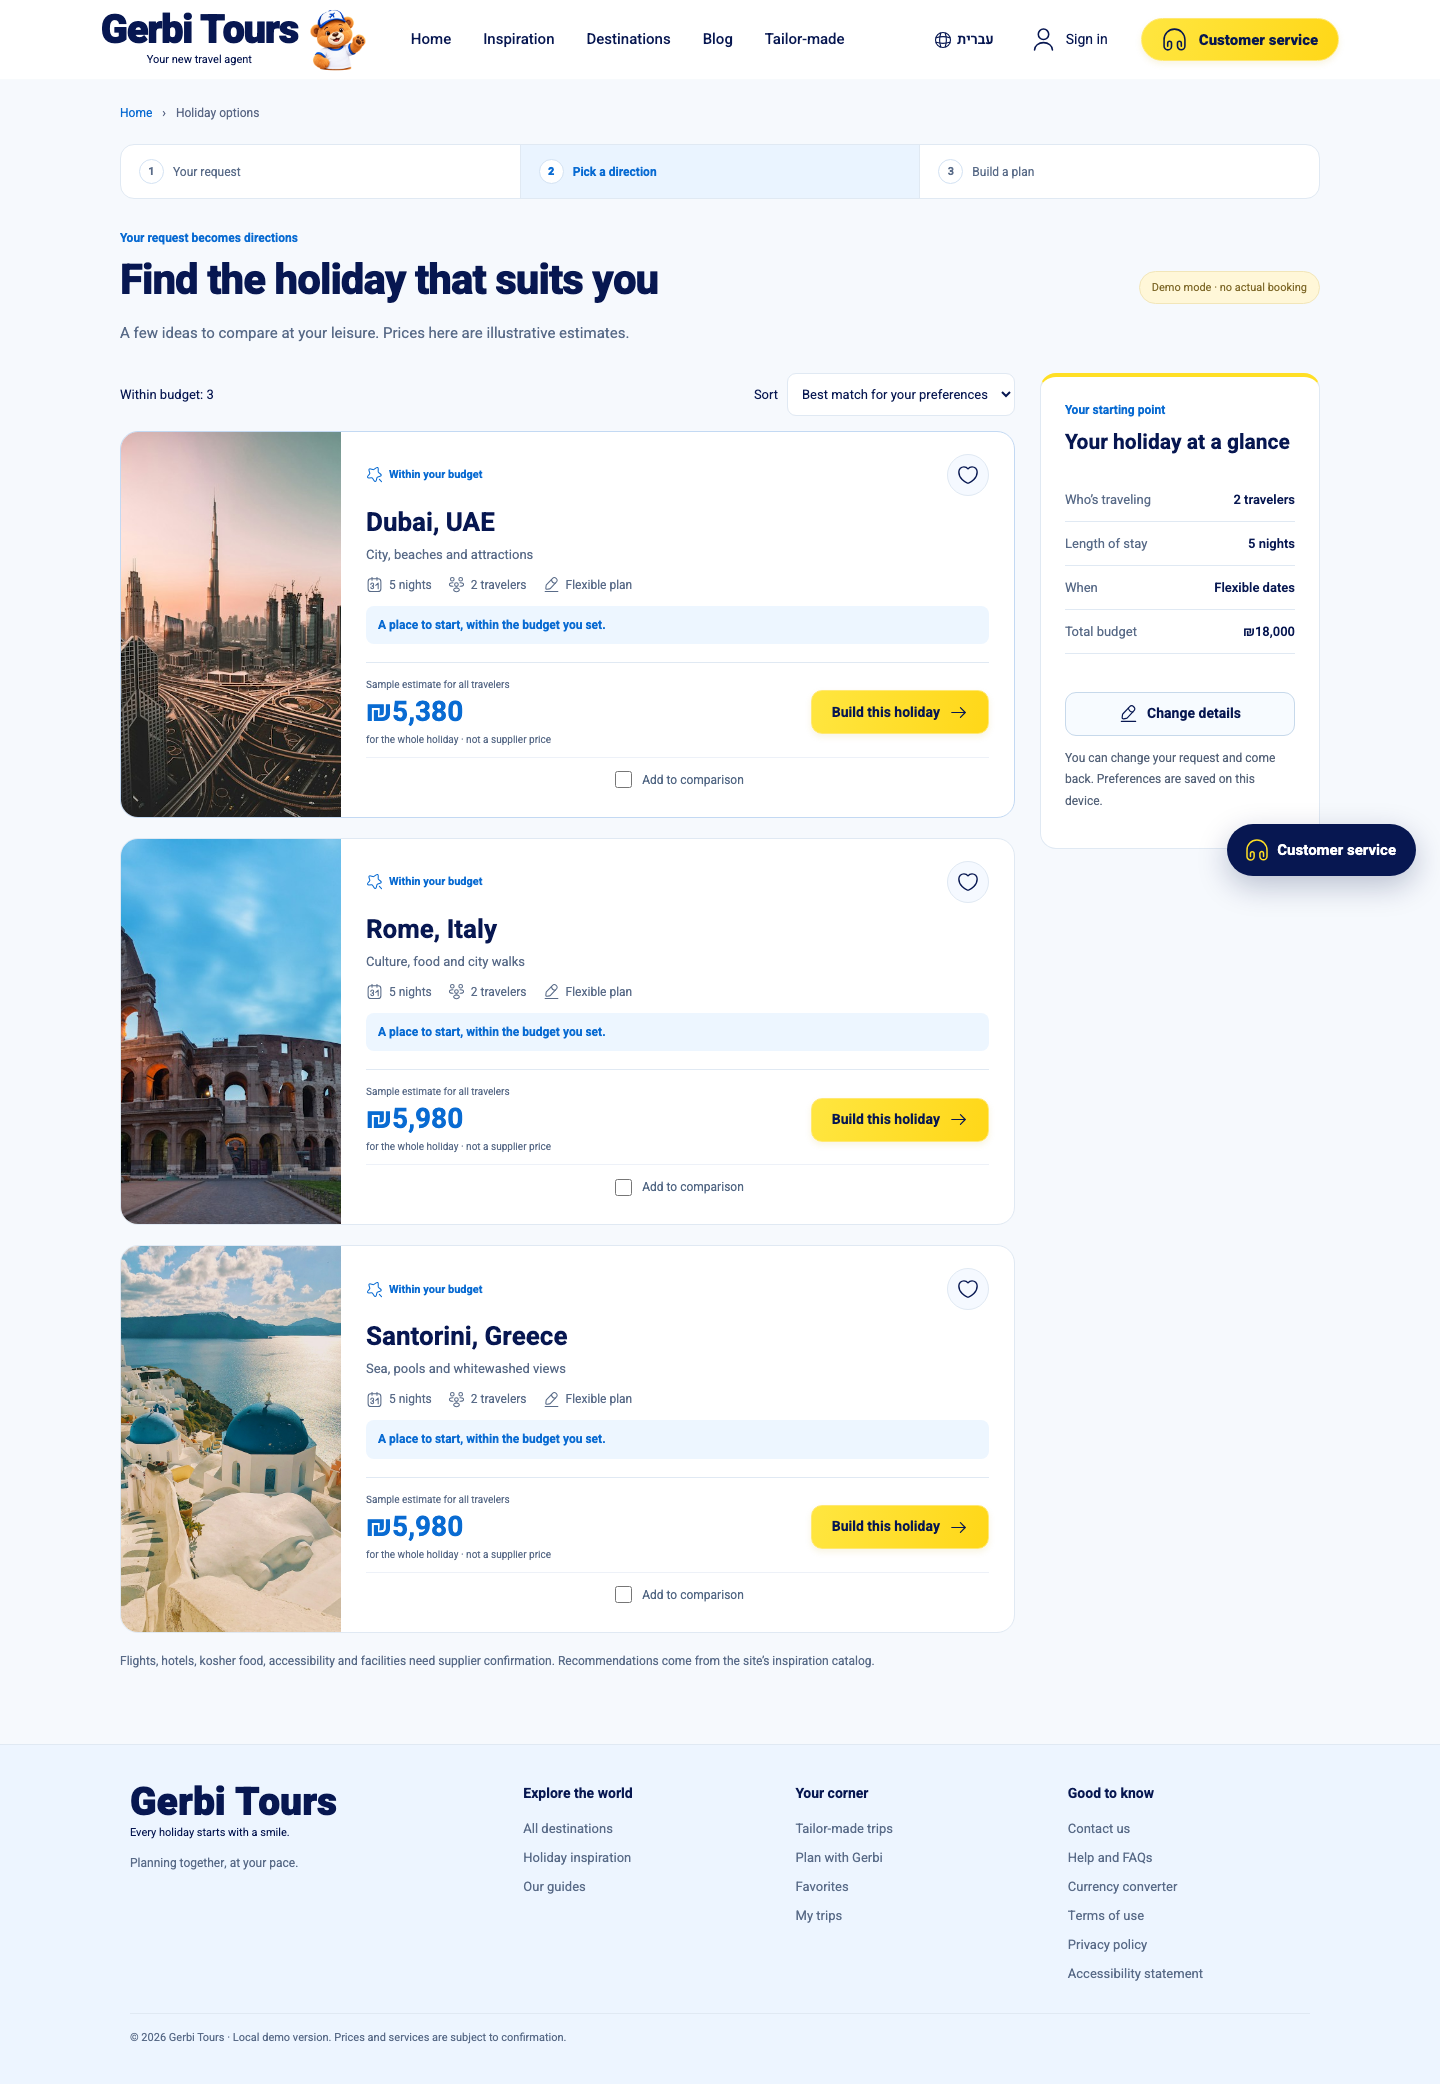 Gerbi Tours
Your new travel agent
Home
Inspiration
Destinations
Blog
Tailor-made
עברית
Sign in
Customer service
Home › Holiday options
1 Your request
2 Pick a direction
3 Build a plan
Your request becomes directions
Find the holiday that suits you
Demo mode · no actual booking
A few ideas to compare at your leisure. Prices here are illustrative estimates.
Within budget: 3
Sort
Best match for your preferences
Within your budget
Dubai, UAE
City, beaches and attractions
31 5 nights
2 travelers
Flexible plan
A place to start, within the budget you set.
Sample estimate for all travelers
₪5,380
for the whole holiday · not a supplier price
Build this holiday
Add to comparison
Within your budget
Rome, Italy
Culture, food and city walks
31 5 nights
2 travelers
Flexible plan
A place to start, within the budget you set.
Sample estimate for all travelers
₪5,980
for the whole holiday · not a supplier price
Build this holiday
Add to comparison
Within your budget
Santorini, Greece
Sea, pools and whitewashed views
31 5 nights
2 travelers
Flexible plan
A place to start, within the budget you set.
Sample estimate for all travelers
₪5,980
for the whole holiday · not a supplier price
Build this holiday
Add to comparison
Your starting point
Your holiday at a glance
Who's traveling 2 travelers
Length of stay 5 nights
When Flexible dates
Total budget ₪18,000
Change details
You can change your request and come
back. Preferences are saved on this
device.
Customer service
Flights, hotels, kosher food, accessibility and facilities need supplier confirmation. Recommendations come from the site's inspiration catalog.
Gerbi Tours
Every holiday starts with a smile.
Planning together, at your pace.
Explore the world
All destinations
Holiday inspiration
Our guides
Your corner
Tailor-made trips
Plan with Gerbi
Favorites
My trips
Good to know
Contact us
Help and FAQs
Currency converter
Terms of use
Privacy policy
Accessibility statement
© 2026 Gerbi Tours · Local demo version. Prices and services are subject to confirmation.